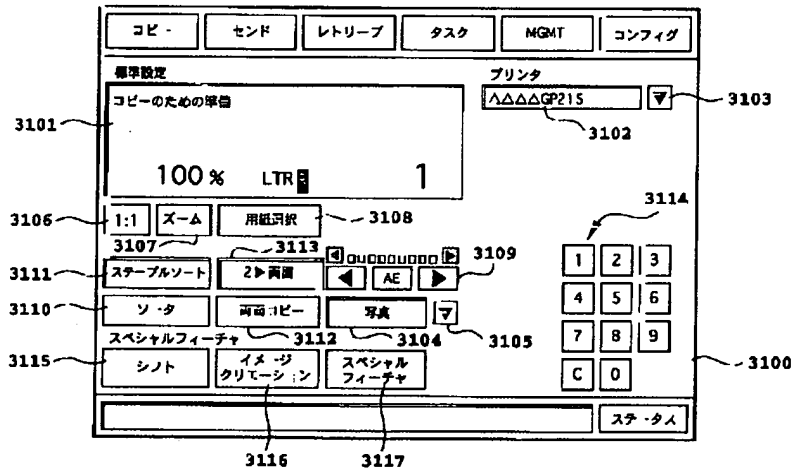 コピー センド レトリーブ タスク MGMT コンフィグ
標準設定 プリンタ
コピーのための準備 ΛΔΔΔGP215 3103
3101 3102
100% LTR 1
3114
3106 1:1 ズーム 用紙選択 3108
3107 3113
3111 ステープルソート 2▶両面 AE 3109 1 2 3
3110 ソータ 両面コピー 写真 4 5 6
スペシャルフィーチャ 3112 3104 3105 7 8 9
3115 シフト イメージ スペシャル 3100
クリエーション フィーチャ C 0
ステータス
3116 3117